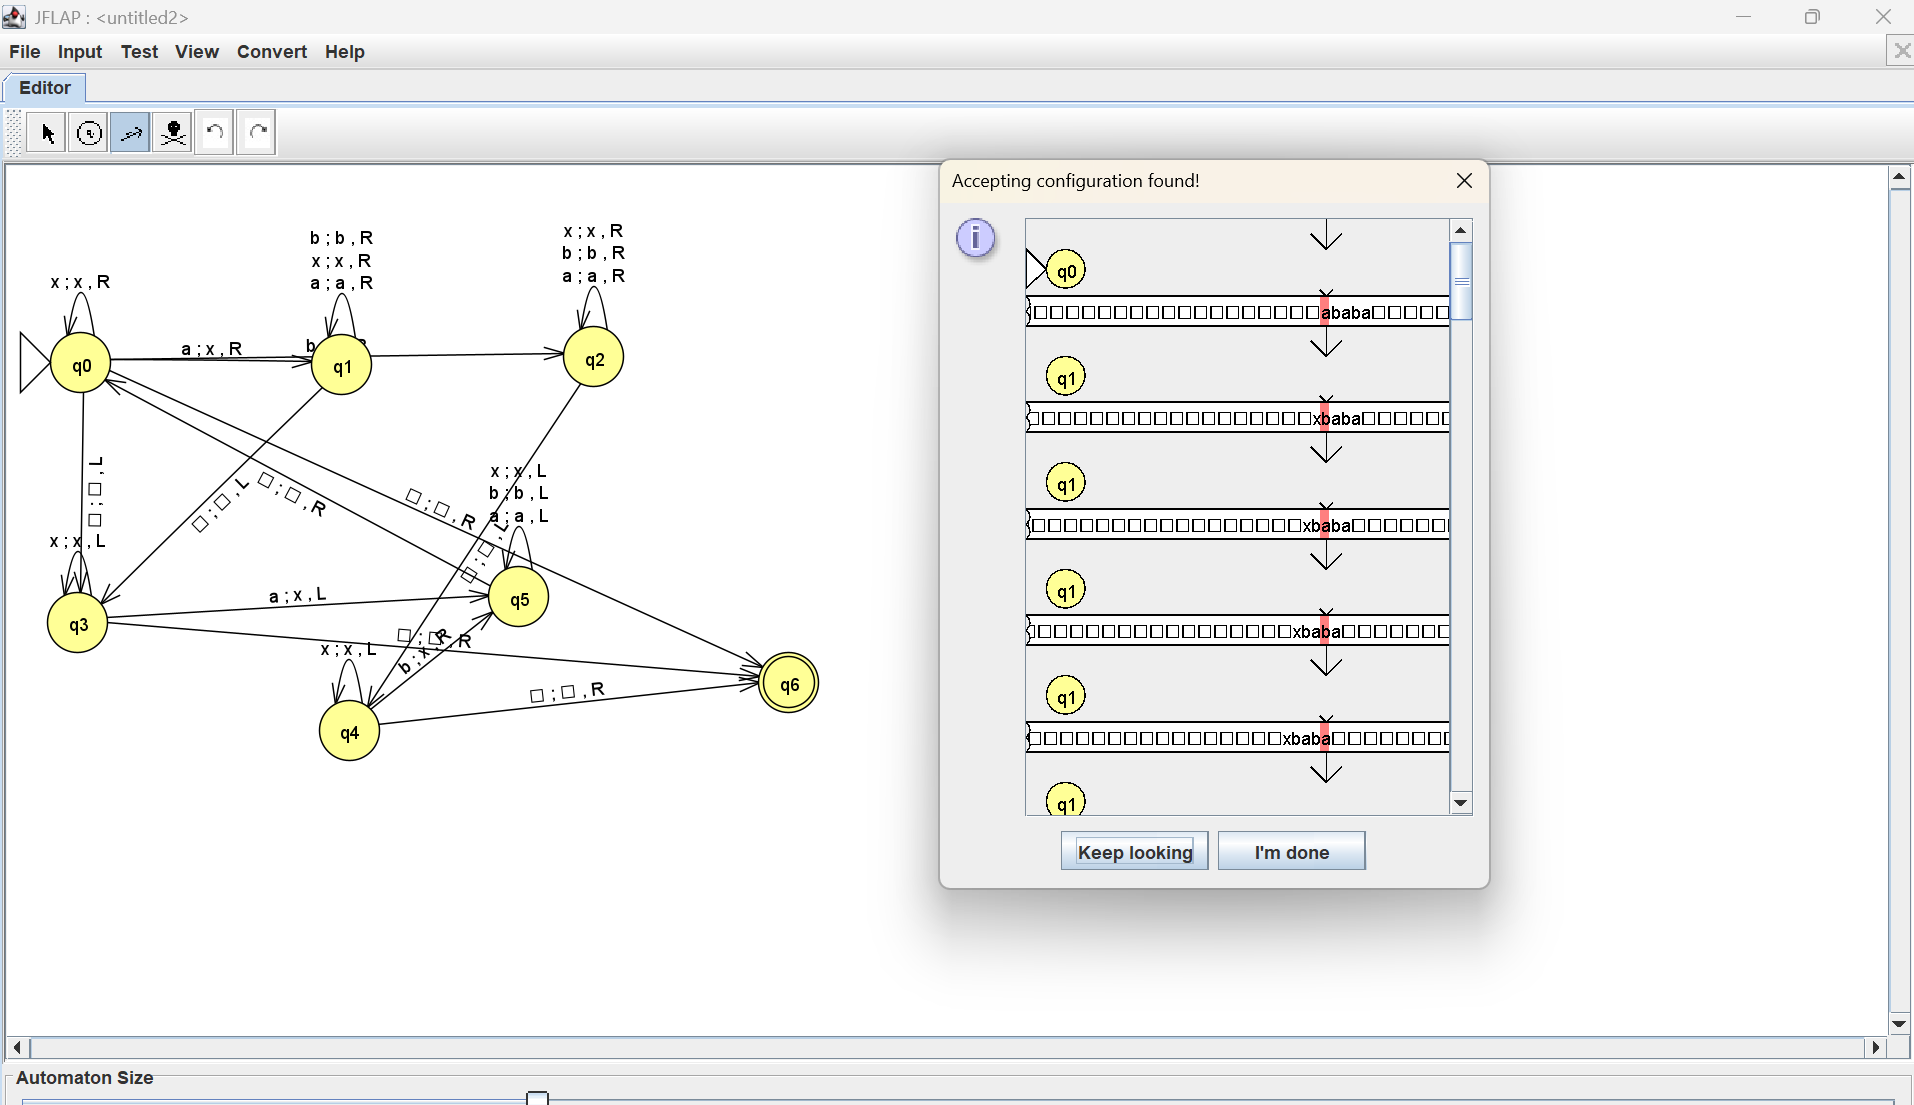 JFLAP : <untitled2>
File Input Test View Convert Help
Editor
Accepting configuration found!
x ; x , R
b ; b , R
x ; x , R
a ; a , R
x ; x , R
b ; b , R
a ; a , R
q0
a ; x , R
b
q1
q2
□ ; □ , L
□ ; □ , L
□ ; □ , R
□ ; □ , R
□ ; □ , L
x ; x , L
b ; b , L
a ; a , L
x ; x , L
q3
a ; x , L
q5
□ ; □ , R
b ; x , R
x ; x , L
q4
□ ; □ , R
q6
q0
□□□□□□□□□□□□□□□□□□ababa□□□□□
q1
□□□□□□□□□□□□□□□□□□xbaba□□□□□□
q1
□□□□□□□□□□□□□□□□□xbaba□□□□□□
q1
□□□□□□□□□□□□□□□□□xbaba□□□□□□□
q1
□□□□□□□□□□□□□□□□xbaba□□□□□□□□
q1
Keep looking
I'm done
Automaton Size